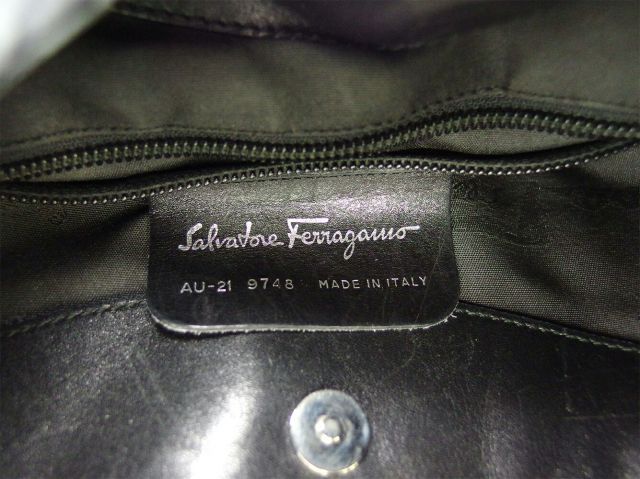 Salvatore Ferragamo
AU-21 9748 MADE IN ITALY